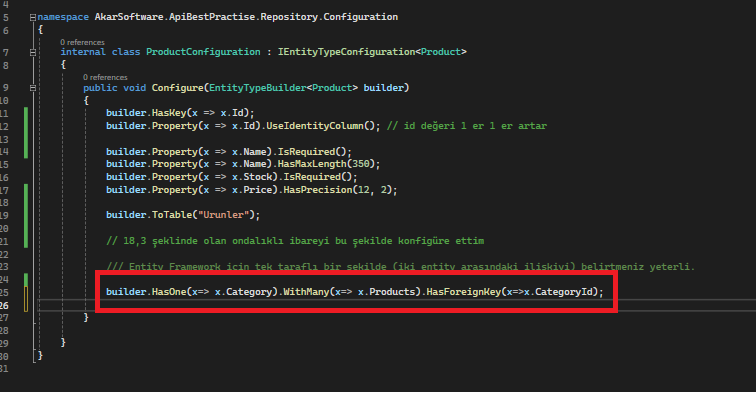 4
5 namespace AkarSoftware.ApiBestPractise.Repository.Configuration
6 {
0 references
7 internal class ProductConfiguration : IEntityTypeConfiguration<Product>
8 {
0 references
9 public void Configure(EntityTypeBuilder<Product> builder)
10 {
11 builder.HasKey(x => x.Id);
12 builder.Property(x => x.Id).UseIdentityColumn(); // id değeri 1 er 1 er artar
13
14 builder.Property(x => x.Name).IsRequired();
15 builder.Property(x => x.Name).HasMaxLength(350);
16 builder.Property(x => x.Stock).IsRequired();
17 builder.Property(x => x.Price).HasPrecision(12, 2);
18
19 builder.ToTable("Urunler");
20
21 // 18,3 şeklinde olan ondalıklı ibareyi bu şekilde konfigüre ettim
22
23 /// Entity Framework için tek taraflı bir şekilde (iki entity arasındaki ilişkiyi) belirtmeniz yeterli.
24
25 builder.HasOne(x=> x.Category).WithMany(x=> x.Products).HasForeignKey(x=>x.CategoryId);
26
27 }
28
29 }
30 }
31